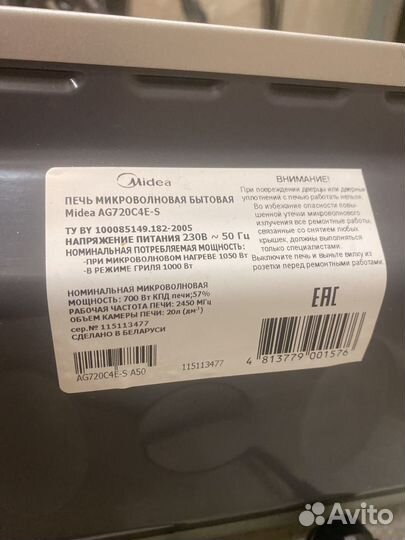 Midea
ПЕЧЬ МИКРОВОЛНОВАЯ БЫТОВАЯ
Midea AG720C4E-S
ТУ BY 100085149.182-2005
НАПРЯЖЕНИЕ ПИТАНИЯ 230В ~ 50 Гц
НОМИНАЛЬНАЯ ПОТРЕБЛЯЕМАЯ МОЩНОСТЬ:
-ПРИ МИКРОВОЛНОВОМ НАГРЕВЕ 1050 Вт
-В РЕЖИМЕ ГРИЛЯ 1000 Вт
НОМИНАЛЬНАЯ МИКРОВОЛНОВАЯ
МОЩНОСТЬ: 700 Вт КПД печи;57%
РАБОЧАЯ ЧАСТОТА ПЕЧИ: 2450 МГц
ОБЪЕМ КАМЕРЫ ПЕЧИ: 20л (дм³)
сер.№ 115113477
СДЕЛАНО В БЕЛАРУСИ
AG720C4E-S A50
115113477
ВНИМАНИЕ!
При повреждении дверцы или дверных
уплотнений с печью работать нельзя.
Во избежание опасности повы-
шенной утечки микроволнового
излучения все ремонтные работы,
связанные со снятием любых
крышек, должны выполняться
только специалистами.
Выключите печь и выньте вилку из
розетки перед ремонтными работами.
EAC
4 813779 001576
Avito